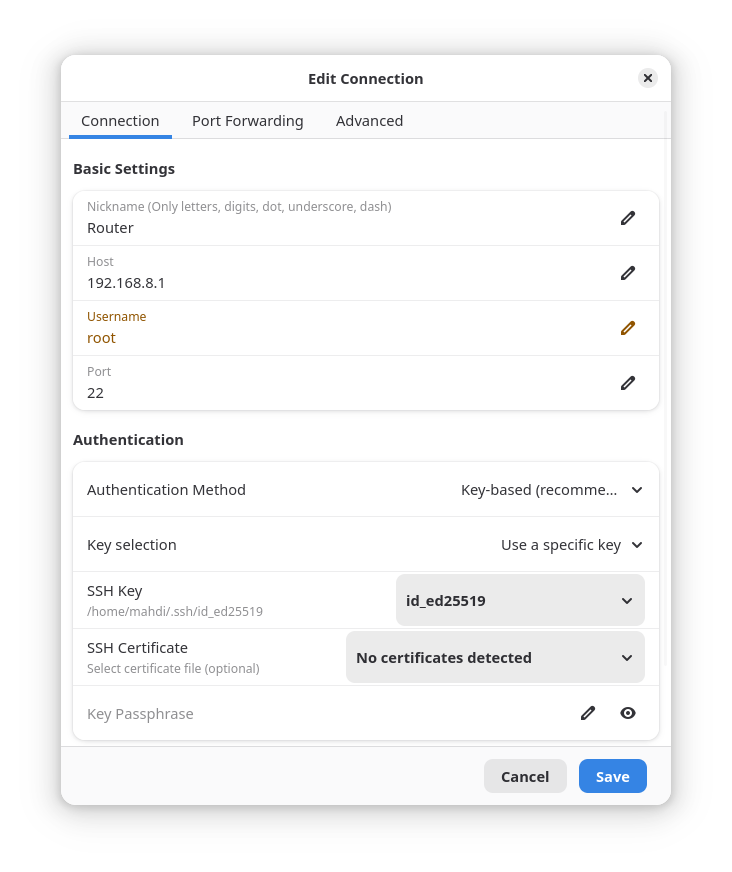 Edit Connection
Connection
Port Forwarding
Advanced
Basic Settings
Nickname (Only letters, digits, dot, underscore, dash)
Router
Host
192.168.8.1
Username
root
Port
22
Authentication
Authentication Method
Key-based (recomme...
Key selection
Use a specific key
SSH Key
/home/mahdi/.ssh/id_ed25519
id_ed25519
SSH Certificate
Select certificate file (optional)
No certificates detected
Key Passphrase
Cancel
Save